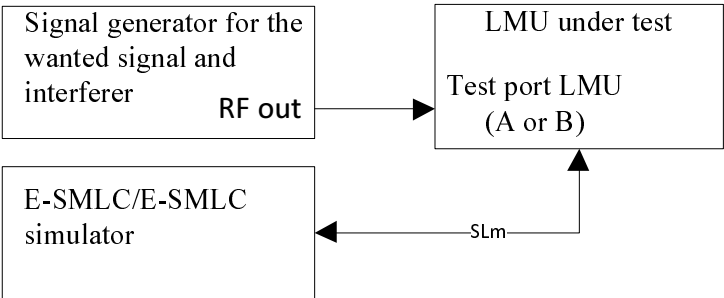 Signal generator for the
wanted signal and
interferer
RF out
LMU under test
Test port LMU
(A or B)
E-SMLC/E-SMLC
simulator
SLm